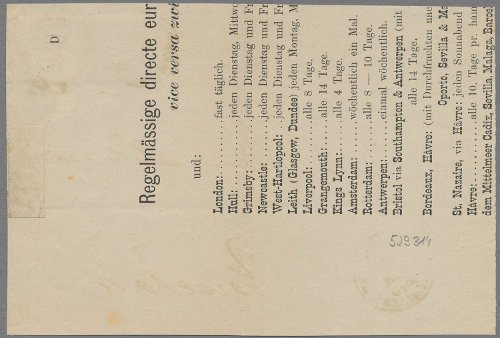 D
Regelmässige directe eur
vice versa zwi
und:
London:........fast täglich.
Hull:........jeden Dienstag, Mittwo
Grimsby:........jeden Dienstag und Fr
Newcastle:........jeden Dienstag und Fr
West-Hartlepool:..jeden Dienstag und Fr
Leith (Glasgow, Dundee) jeden Montag, M
Liverpool:........alle 8 Tage.
Grangemouth:......alle 14 Tage.
Kings Lynn:........alle 4 Tage.
Amsterdam:........wöchentlich ein Mal.
Rotterdam:........alle 8 — 10 Tage.
Antwerpen:........einmal wöchentlich.
Bristol via Southampton & Antwerpen (mit
alle 14 Tage.
Bordeaux, Hâvre: (mit Durchfrachten nac
Oporto, Sevilla & Ma
St. Nazaire, via Hâvre: jeden Sonnabend
Hâvre:........alle 10. Tage pr. ham
dem Mittelmeer Cadix, Sevilla, Malaga, Barcel
529314